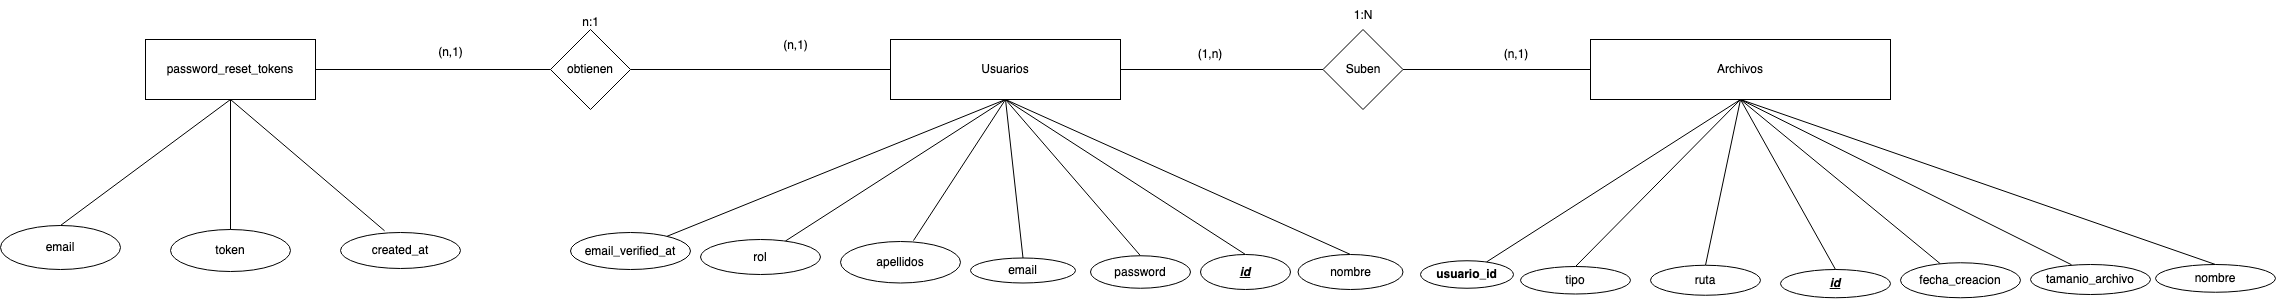 n:1
1:N
(n,1)
(n,1)
(1,n)
(n,1)
password_reset_tokens
obtienen
Usuarios
Suben
Archivos
email
token
created_at
email_verified_at
rol
apellidos
email
password
id
nombre
usuario_id
tipo
ruta
id
fecha_creacion
tamanio_archivo
nombre